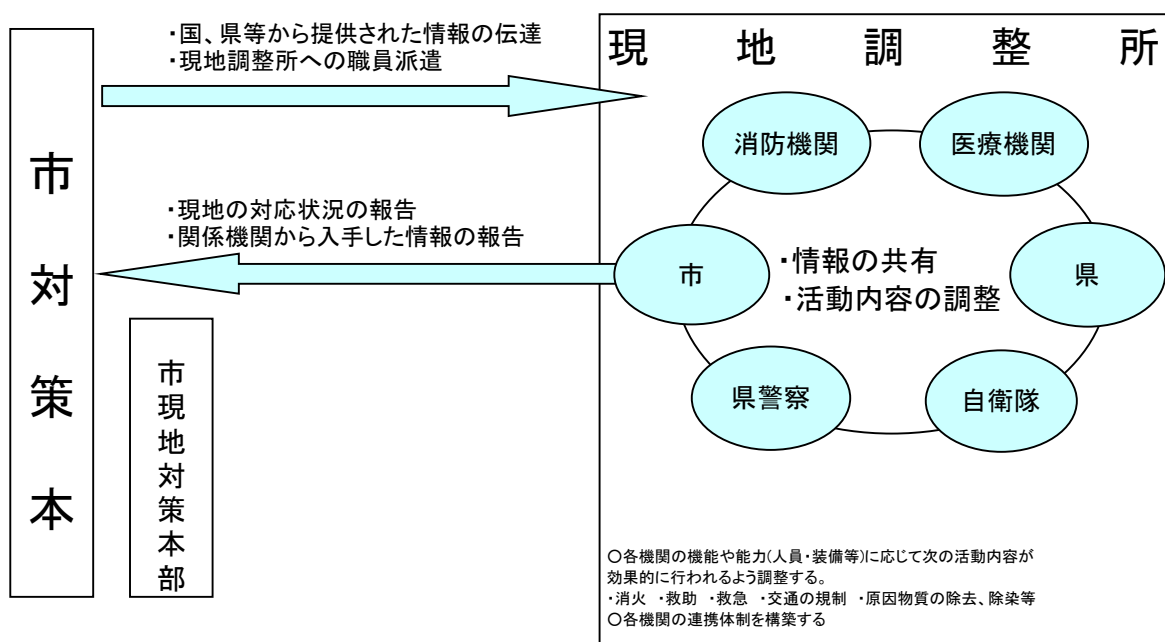 市対策本
・国、県等から提供された情報の伝達
・現地調整所への職員派遣
・現地の対応状況の報告
・関係機関から入手した情報の報告
市現地対策本部
現地調整所
消防機関
医療機関
市
・情報の共有
・活動内容の調整
県
県警察
自衛隊
○各機関の機能や能力(人員・装備等)に応じて次の活動内容が
効果的に行われるよう調整する。
・消火 ・救助 ・救急 ・交通の規制 ・原因物質の除去、除染等
○各機関の連携体制を構築する